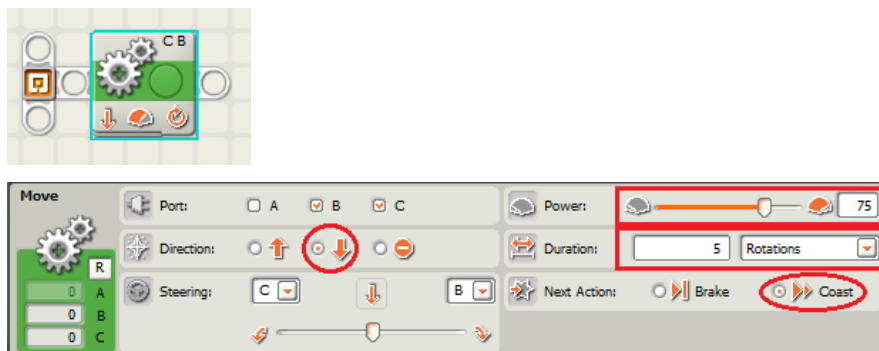 C B
Move
Port: A B C
Power: 75
Direction:
Duration: 5 Rotations
R
Steering: C B
Next Action: Brake Coast
0 A
0 B
0 C